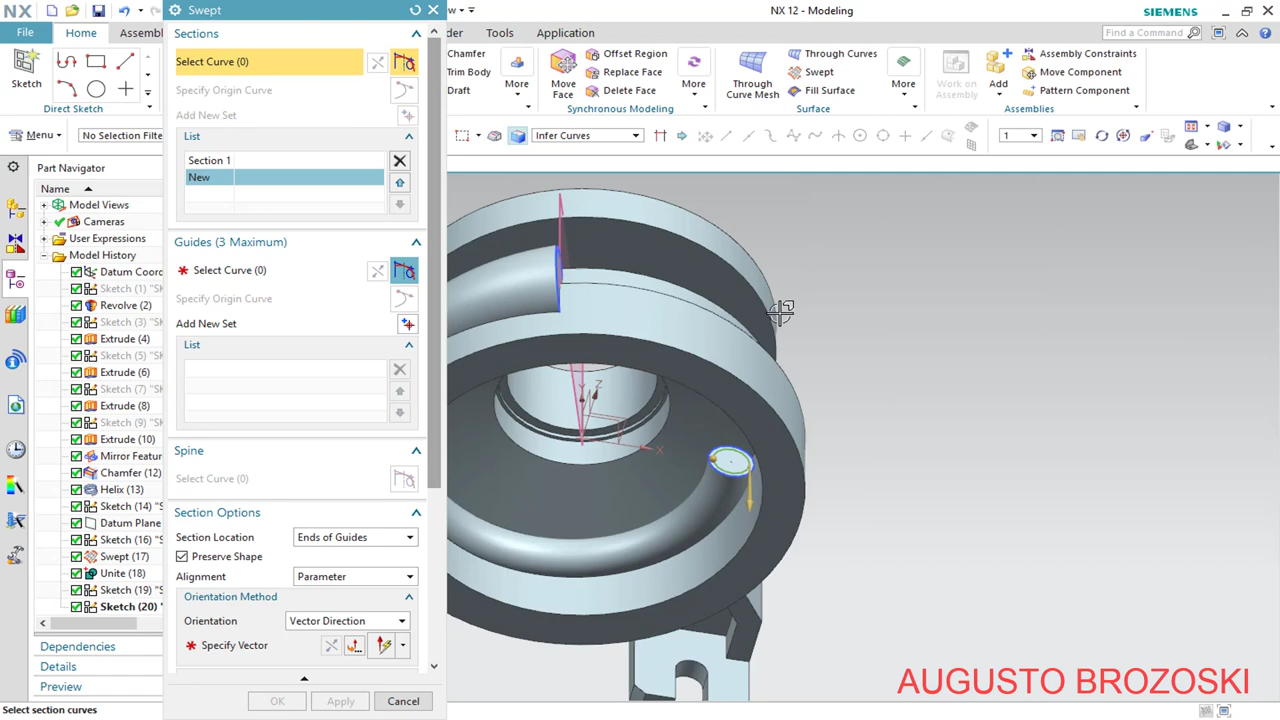 NX
Swept
NX 12 - Modeling
SIEMENS
File
Home
Assemb
Tools
Application
Find a Command
Sketch
Direct Sketch
Chamfer
Trim Body
Draft
More
Move
Face
Offset Region
Replace Face
Delete Face
More
Synchronous Modeling
Through
Curve Mesh
Through Curves
Swept
Fill Surface
More
Surface
Work on
Assembly
Add
Assembly Constraints
Move Component
Pattern Component
Assemblies
Menu
No Selection Filte
Infer Curves
1
Part Navigator
Name
Model Views
Cameras
User Expressions
Model History
Datum Coord
Sketch (1) "S
Revolve (2)
Sketch (3) "S
Extrude (4)
Sketch (5) "S
Extrude (6)
Sketch (7) "S
Extrude (8)
Sketch (9) "S
Extrude (10)
Mirror Feature
Chamfer (12)
Helix (13)
Sketch (14) "S
Datum Plane
Sketch (16) "S
Swept (17)
Unite (18)
Sketch (19) "S
Sketch (20) "
Dependencies
Details
Preview
Sections
Select Curve (0)
Specify Origin Curve
Add New Set
List
Section 1
New
Guides (3 Maximum)
* Select Curve (0)
Specify Origin Curve
Add New Set
List
Spine
Select Curve (0)
Section Options
Section Location
Ends of Guides
Preserve Shape
Alignment
Parameter
Orientation Method
Orientation
Vector Direction
* Specify Vector
OK
Apply
Cancel
Y
Z
X
AUGUSTO BROZOSKI
Select section curves